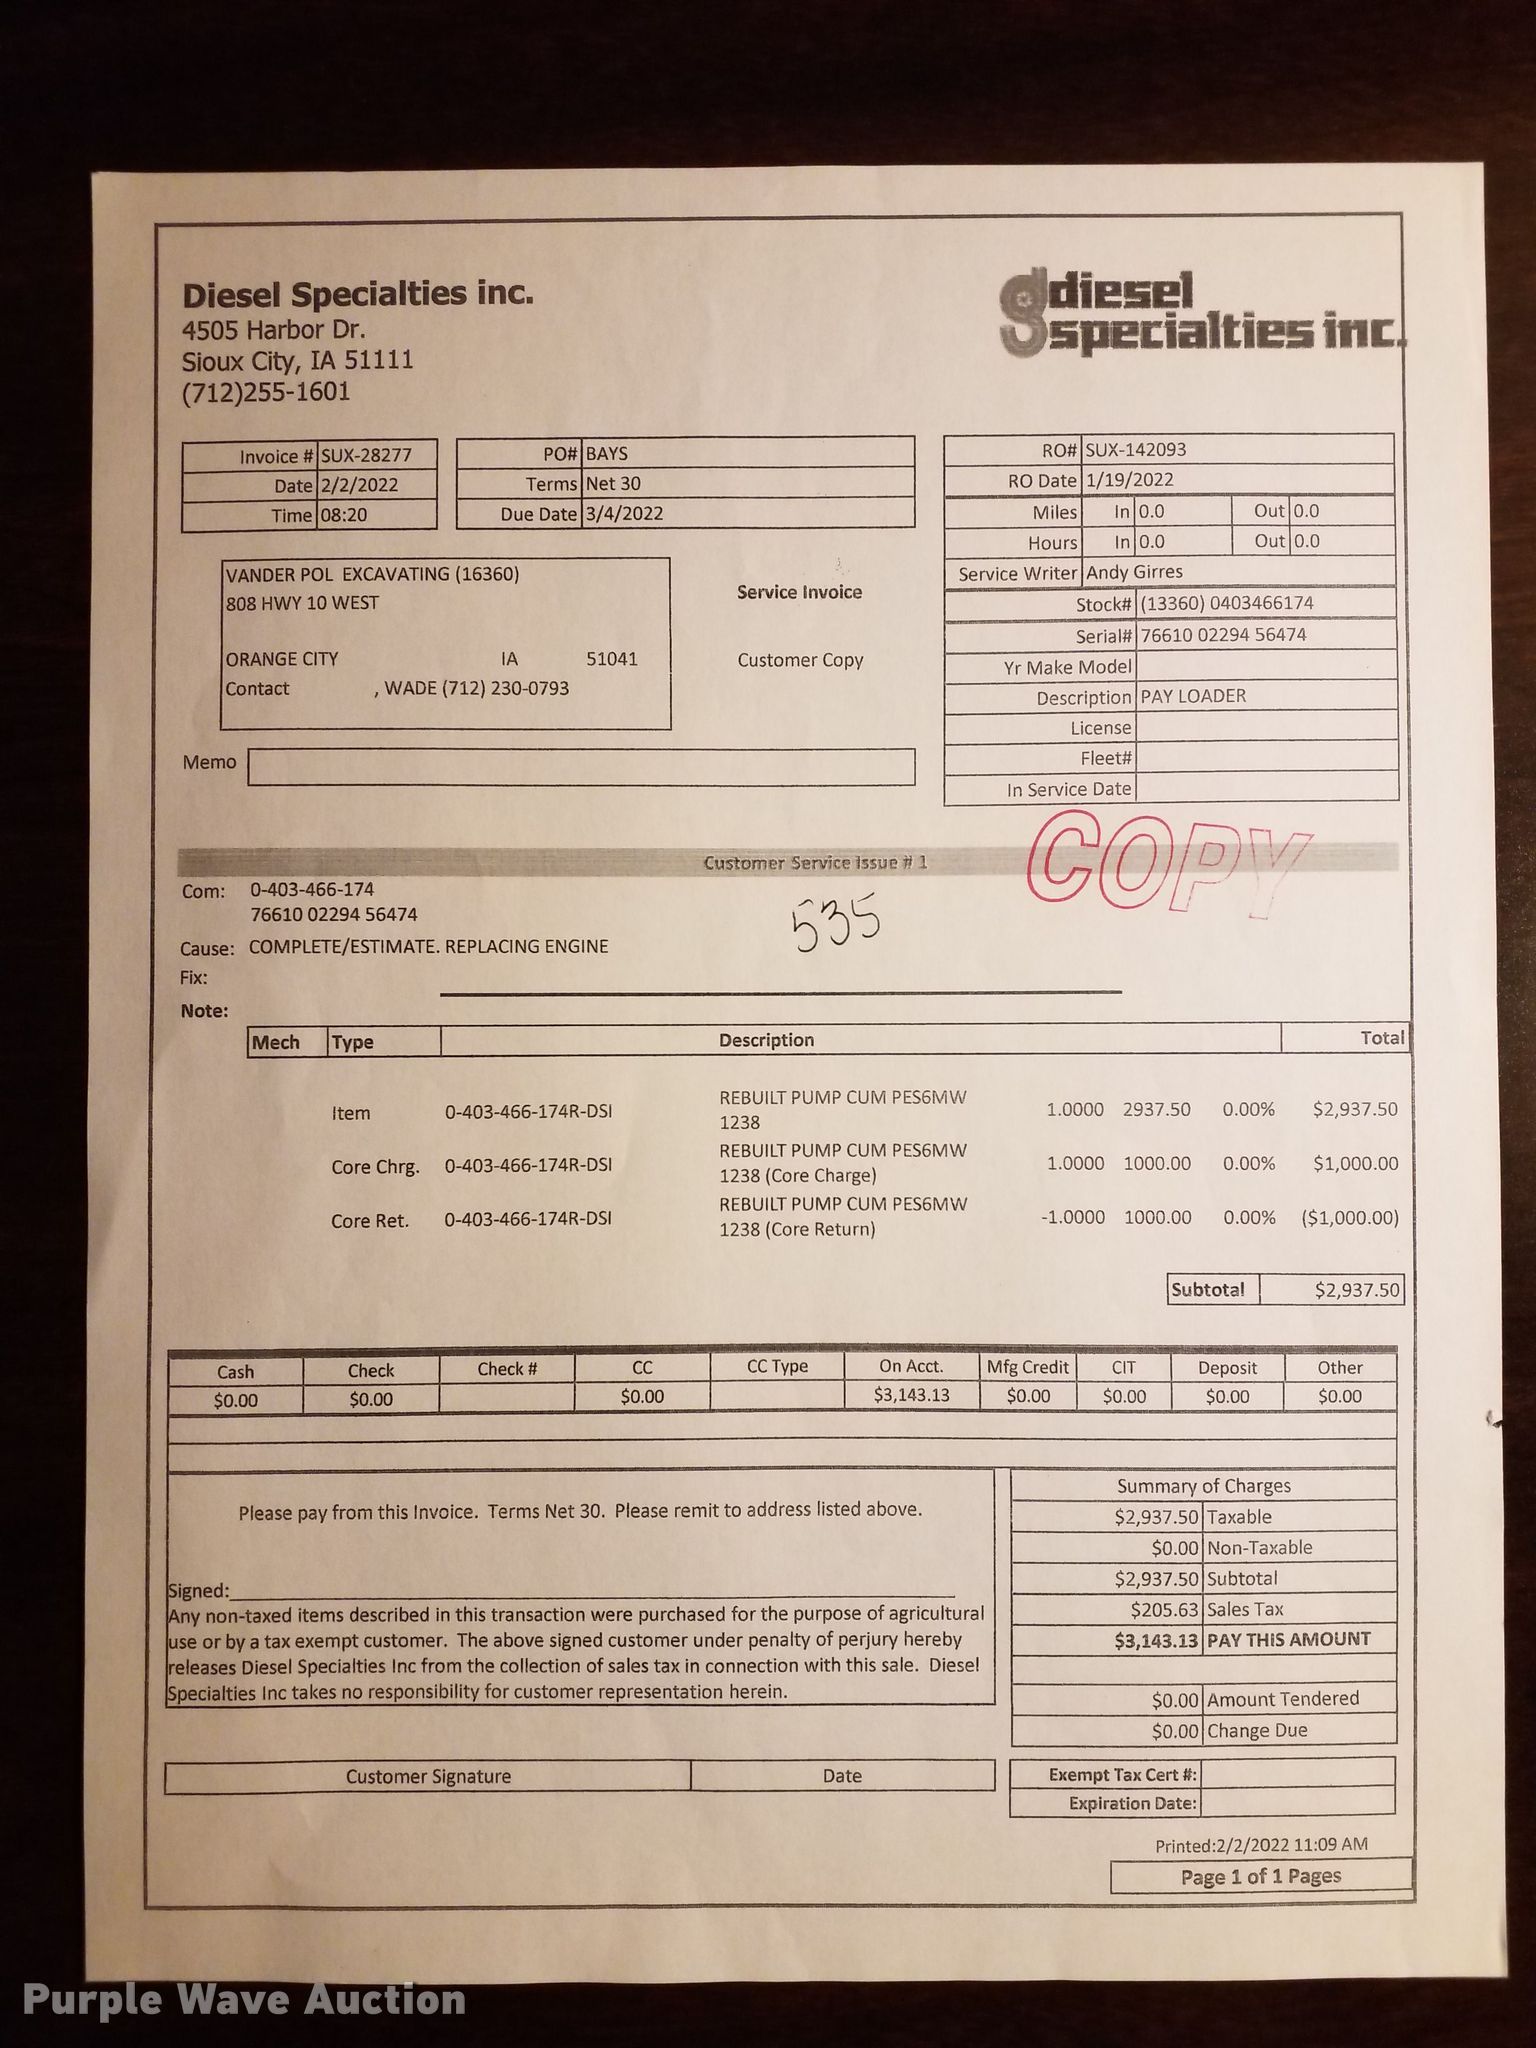 Diesel Specialties inc.
4505 Harbor Dr.
Sioux City, IA 51111
(712)255-1601
diesel
specialties inc.
Invoice # SUX-28277
Date 2/2/2022
Time 08:20
PO# BAYS
Terms Net 30
Due Date 3/4/2022
RO# SUX-142093
RO Date 1/19/2022
Miles In 0.0 Out 0.0
Hours In 0.0 Out 0.0
Service Writer Andy Girres
Stock# (13360) 0403466174
Serial# 76610 02294 56474
Yr Make Model
Description PAY LOADER
License
Fleet#
In Service Date
VANDER POL EXCAVATING (16360)
808 HWY 10 WEST
ORANGE CITY IA 51041
Contact , WADE (712) 230-0793
Service Invoice
Customer Copy
Memo
COPY
Customer Service Issue # 1
Com: 0-403-466-174
76610 02294 56474
535
Cause: COMPLETE/ESTIMATE. REPLACING ENGINE
Fix:
Note:
Mech Type Description Total
Item 0-403-466-174R-DSI REBUILT PUMP CUM PES6MW 1.0000 2937.50 0.00% $2,937.50
1238
Core Chrg. 0-403-466-174R-DSI REBUILT PUMP CUM PES6MW 1.0000 1000.00 0.00% $1,000.00
1238 (Core Charge)
Core Ret. 0-403-466-174R-DSI REBUILT PUMP CUM PES6MW -1.0000 1000.00 0.00% ($1,000.00)
1238 (Core Return)
Subtotal $2,937.50
Cash Check Check # CC CC Type On Acct. Mfg Credit CIT Deposit Other
$0.00 $0.00 $0.00 $3,143.13 $0.00 $0.00 $0.00 $0.00
Please pay from this Invoice. Terms Net 30. Please remit to address listed above.
Signed:
Any non-taxed items described in this transaction were purchased for the purpose of agricultural
use or by a tax exempt customer. The above signed customer under penalty of perjury hereby
releases Diesel Specialties Inc from the collection of sales tax in connection with this sale. Diesel
Specialties Inc takes no responsibility for customer representation herein.
Summary of Charges
$2,937.50 Taxable
$0.00 Non-Taxable
$2,937.50 Subtotal
$205.63 Sales Tax
$3,143.13 PAY THIS AMOUNT
$0.00 Amount Tendered
$0.00 Change Due
Customer Signature Date
Exempt Tax Cert #:
Expiration Date:
Printed:2/2/2022 11:09 AM
Page 1 of 1 Pages
Purple Wave Auction